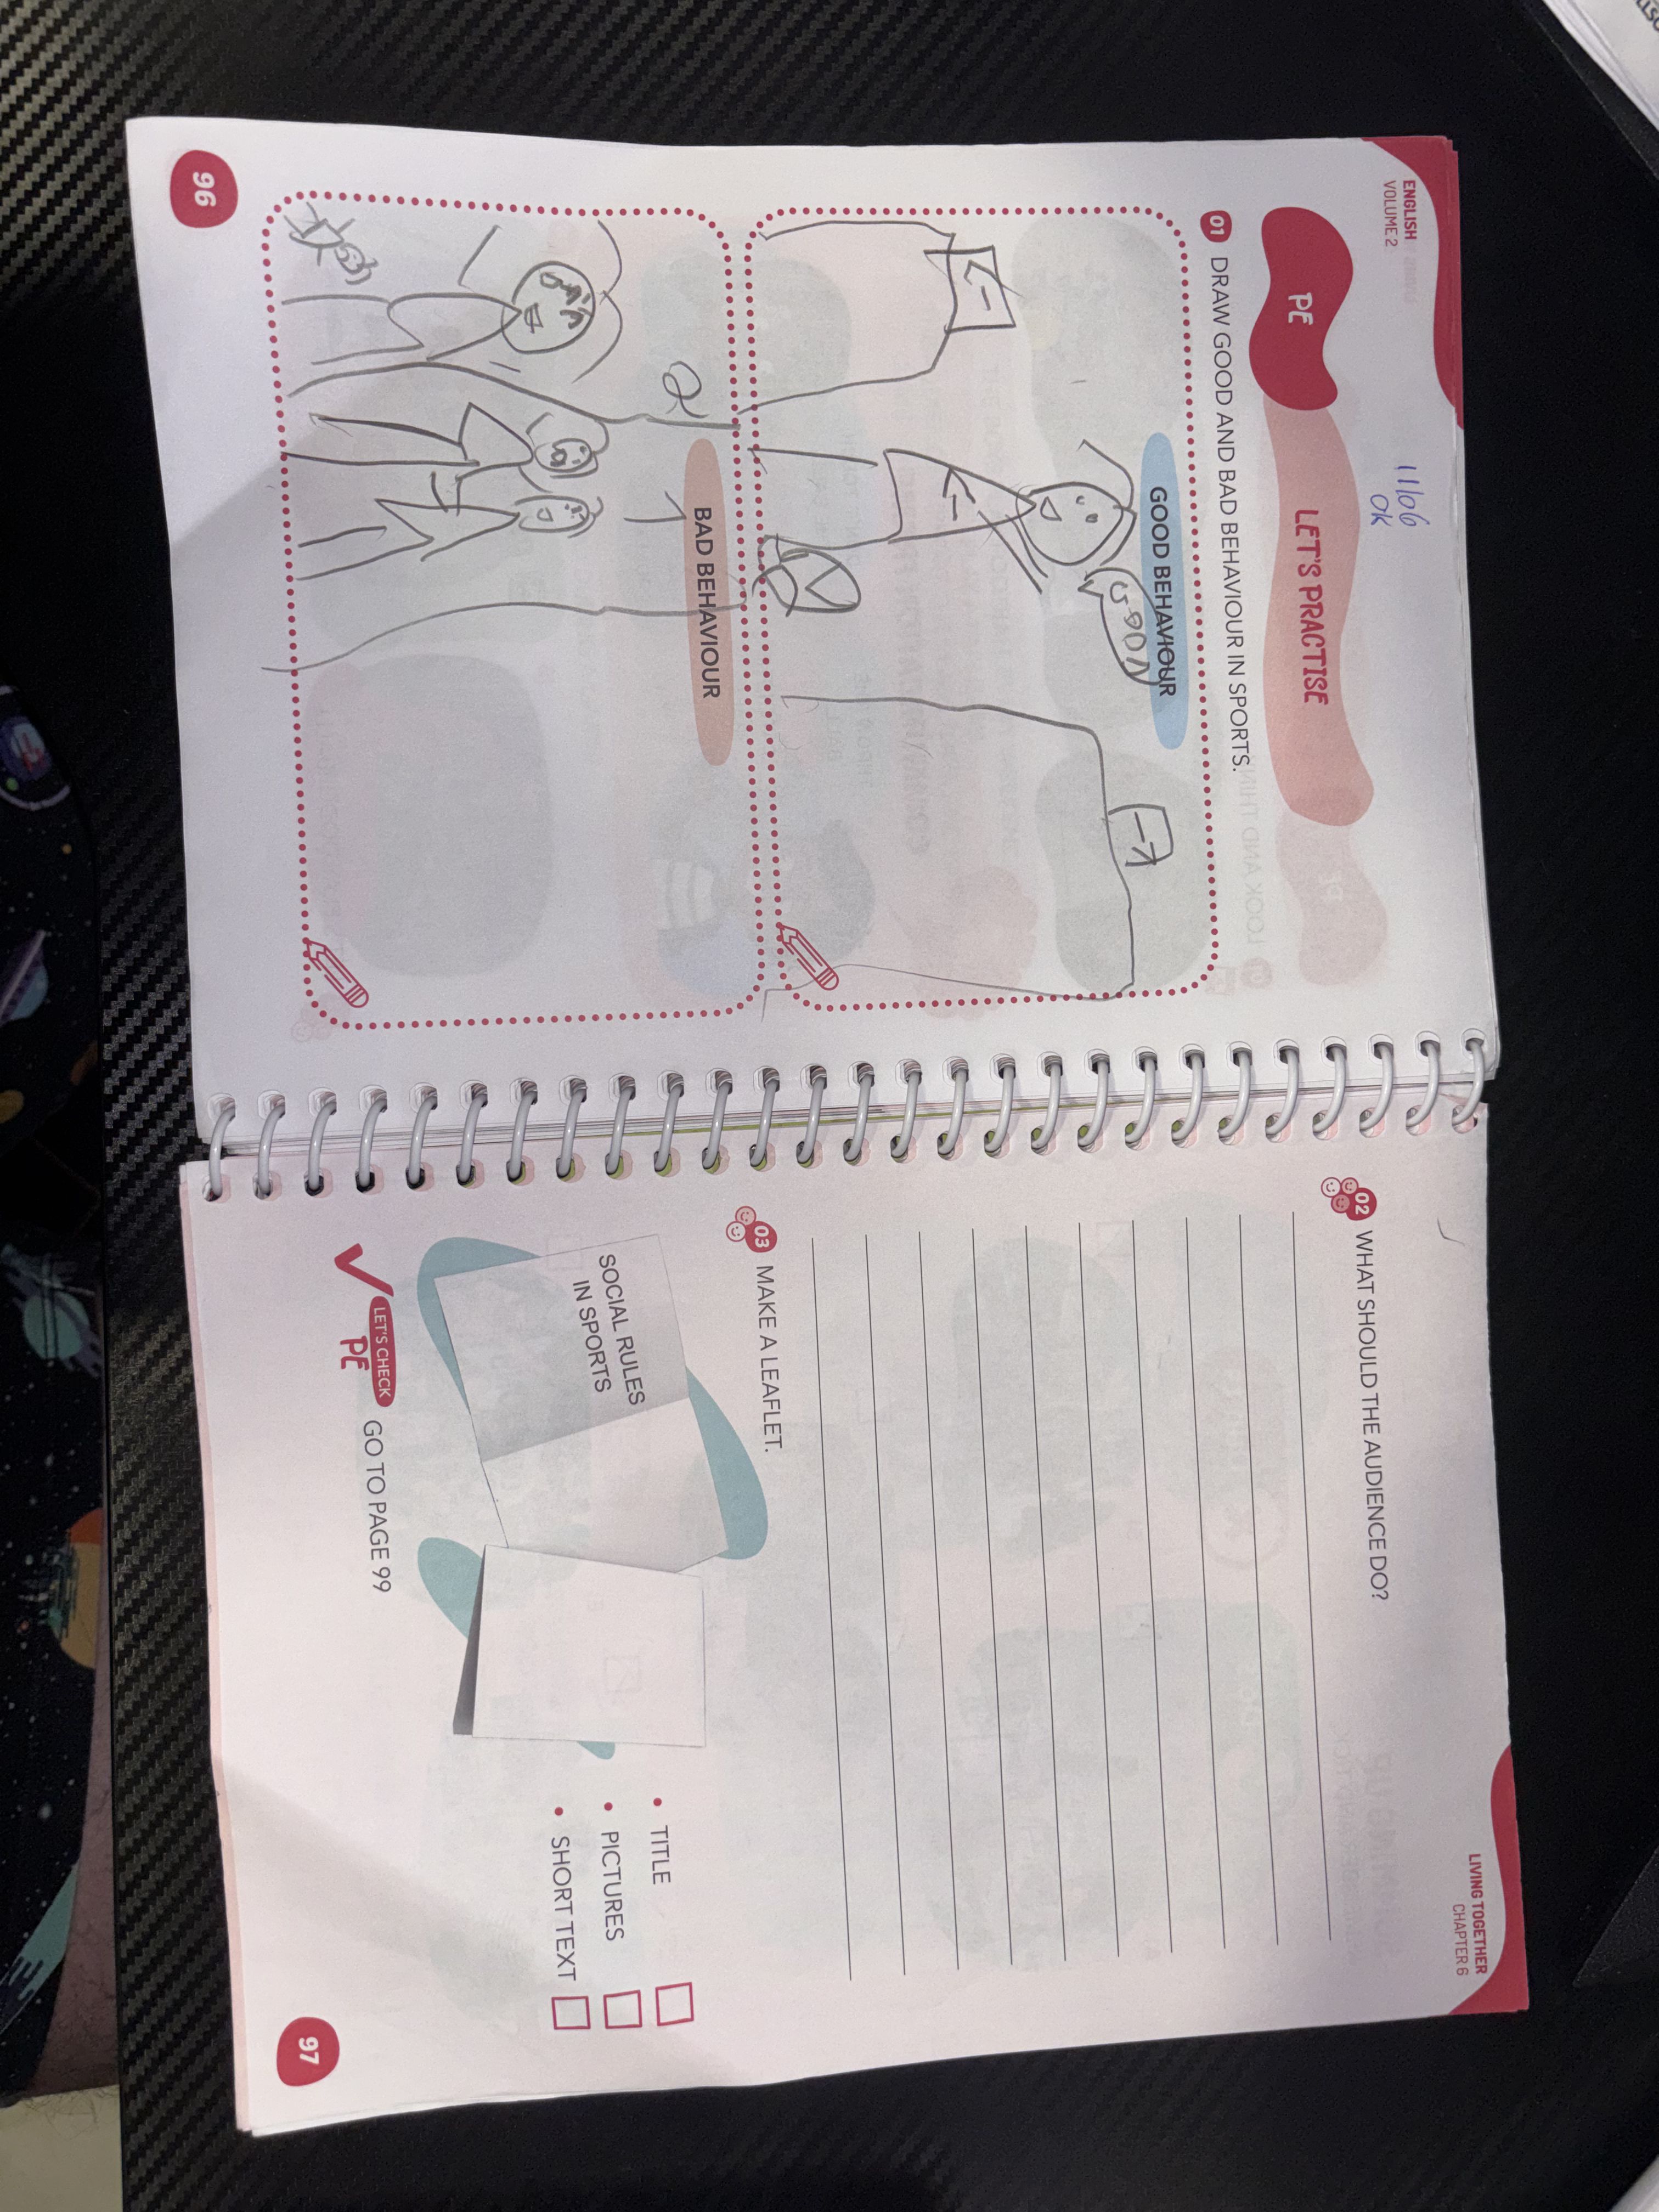 ENGLISH
VOLUME 2
11/06
OK
PE
LET'S PRACTISE
01 DRAW GOOD AND BAD BEHAVIOUR IN SPORTS.
GOOD BEHAVIOUR
BAD BEHAVIOUR
96
LIVING TOGETHER
CHAPTER 6
02 WHAT SHOULD THE AUDIENCE DO?
03 MAKE A LEAFLET.
SOCIAL RULES
IN SPORTS
• TITLE
• PICTURES
• SHORT TEXT
LET'S CHECK
PE
GO TO PAGE 99
97